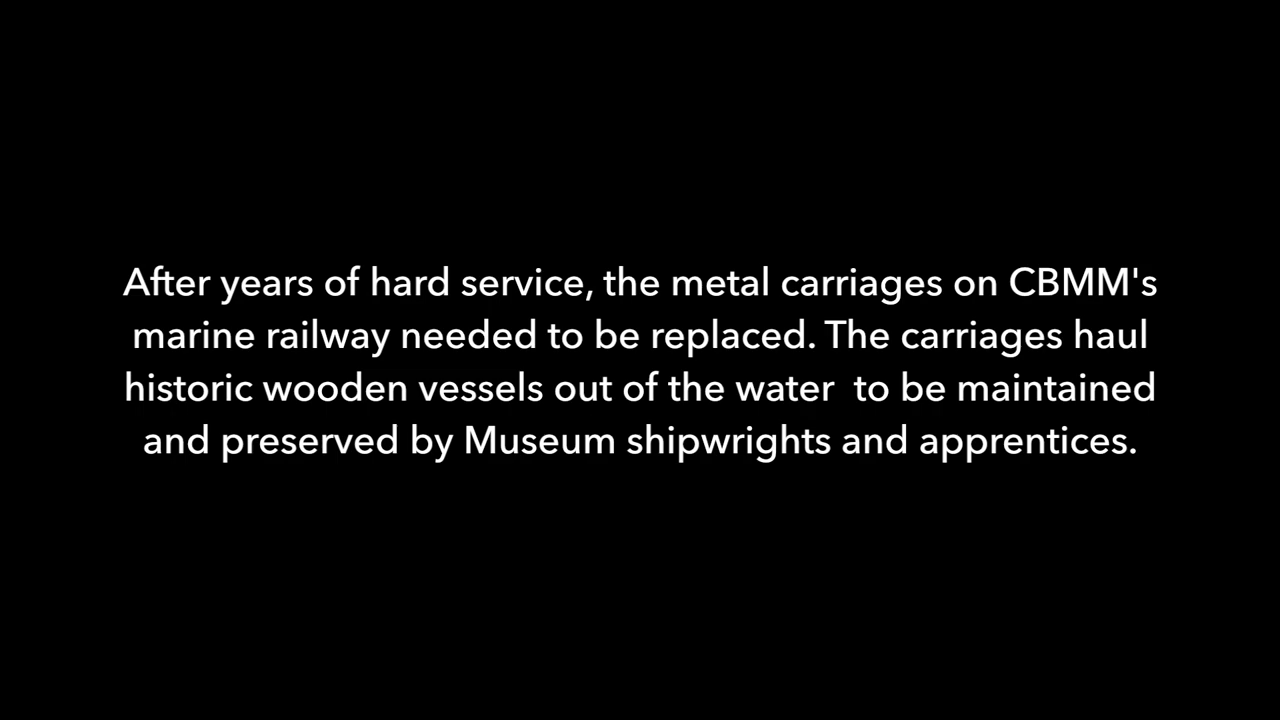 After years of hard service, the metal carriages on CBMM's
marine railway needed to be replaced. The carriages haul
historic wooden vessels out of the water  to be maintained
and preserved by Museum shipwrights and apprentices.